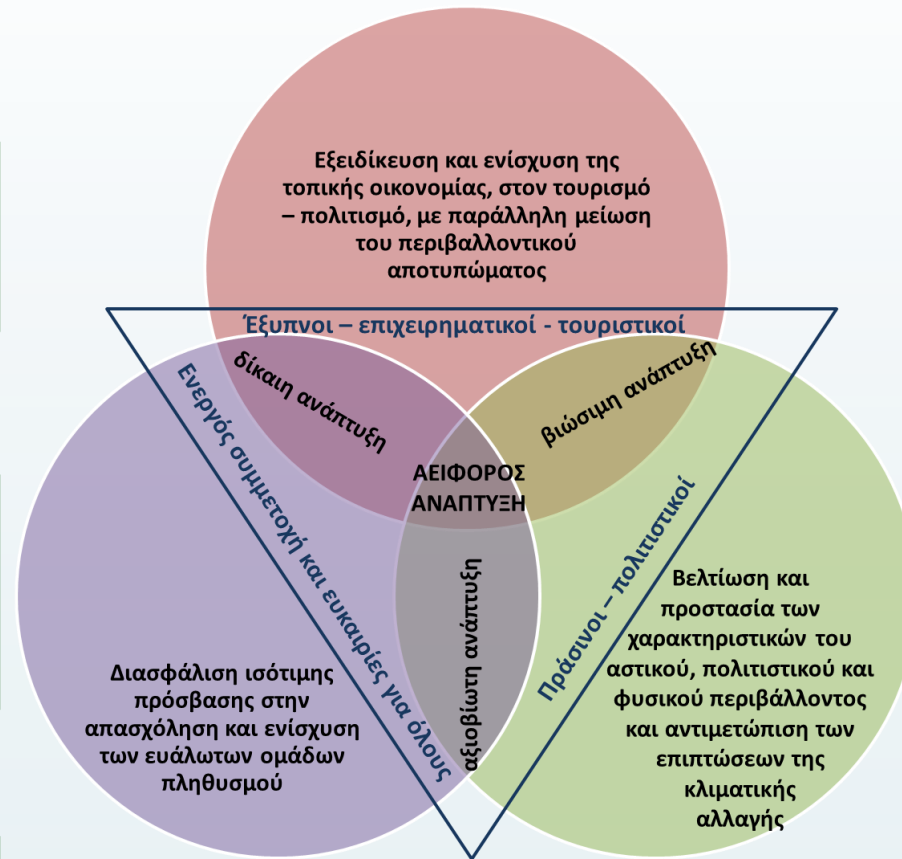 Εξειδίκευση και ενίσχυση της
τοπικής οικονομίας, στον τουρισμό
– πολιτισμό, με παράλληλη μείωση
του περιβαλλοντικού
αποτυπώματος
Έξυπνοι – επιχειρηματικοί - τουριστικοί
δίκαιη ανάπτυξη
βιώσιμη ανάπτυξη
ΑΕΙΦΟΡΟΣ
ΑΝΑΠΤΥΞΗ
Ενεργός συμμετοχή και ευκαιρίες για όλους
Πράσινοι – πολιτιστικοί
αξιοβίωτη ανάπτυξη
Διασφάλιση ισότιμης
πρόσβασης στην
απασχόληση και ενίσχυση
των ευάλωτων ομάδων
πληθυσμού
Βελτίωση και
προστασία των
χαρακτηριστικών του
αστικού, πολιτιστικού και
φυσικού περιβάλλοντος
και αντιμετώπιση των
επιπτώσεων της
κλιματικής
αλλαγής